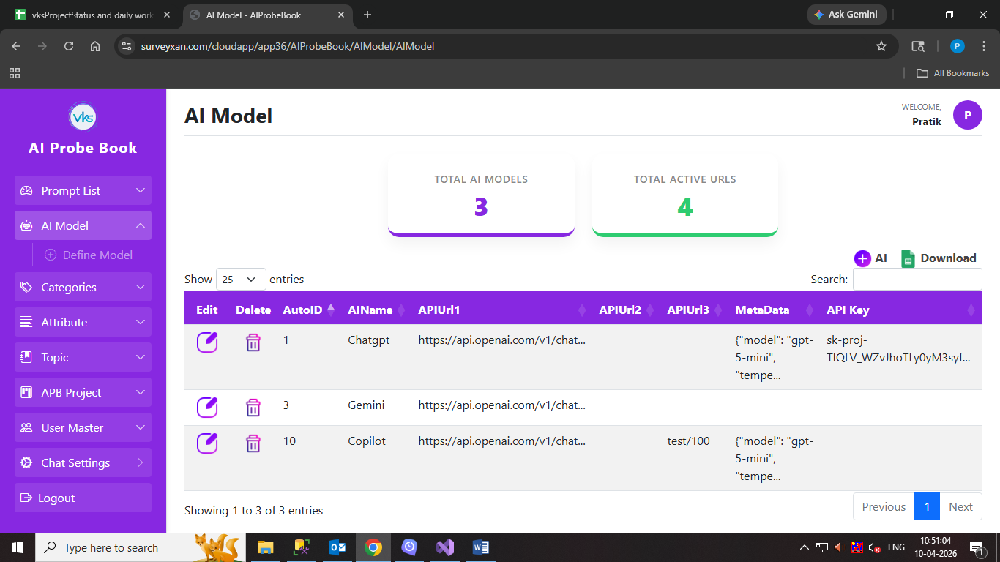 vksProjectStatus and daily work
AI Model - AIProbeBook
Ask Gemini
surveyxan.com/cloudapp/app36/AIProbeBook/AIModel/AIModel
P
All Bookmarks
vks
AI Probe Book
Prompt List
AI Model
Define Model
Categories
Attribute
Topic
APB Project
User Master
Chat Settings
Logout
AI Model
WELCOME,
Pratik
P
TOTAL AI MODELS
3
TOTAL ACTIVE URLS
4
AI
Download
Show 25 entries
Search:
Edit Delete AutoID AIName APIUrl1 APIUrl2 APIUrl3 MetaData API Key
1 Chatgpt https://api.openai.com/v1/chat... {"model": "gpt- sk-proj-
5-mini", TIQLV_WZvJhoTLy0yM3syf...
"tempe...
3 Gemini https://api.openai.com/v1/chat...
10 Copilot https://api.openai.com/v1/chat... test/100 {"model": "gpt-
5-mini",
"tempe...
Showing 1 to 3 of 3 entries
Previous 1 Next
Type here to search
ENG
10:51:04
10-04-2026
1